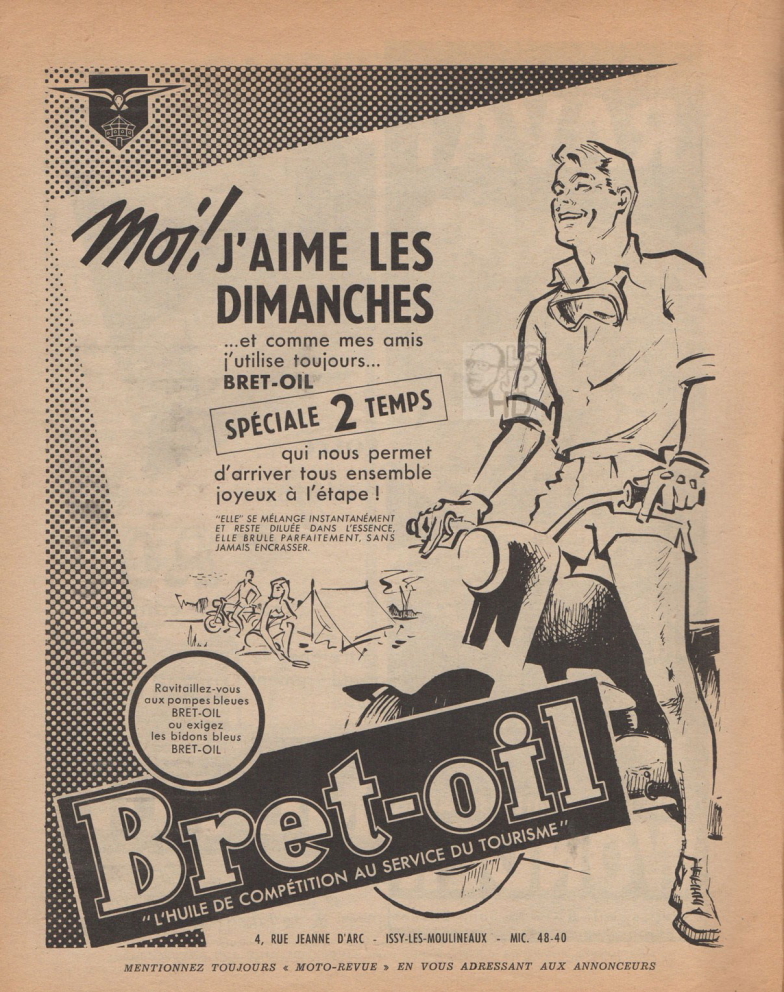 Moi! J'AIME LES
DIMANCHES
...et comme mes amis
j'utilise toujours...
BRET-OIL
SPÉCIALE 2 TEMPS
qui nous permet
d'arriver tous ensemble
joyeux à l'étape !
"ELLE" SE MÉLANGE INSTANTANÉMENT
ET RESTE DILUÉE DANS L'ESSENCE,
ELLE BRULE PARFAITEMENT, SANS
JAMAIS ENCRASSER.
Ravitaillez-vous
aux pompes bleues
BRET-OIL
ou exigez
les bidons bleus
BRET-OIL
Bret-oil
"L'HUILE DE COMPÉTITION AU SERVICE DU TOURISME"
4, RUE JEANNE D'ARC - ISSY-LES-MOULINEAUX - MIC. 48-40
MENTIONNEZ TOUJOURS « MOTO-REVUE » EN VOUS ADRESSANT AUX ANNONCEURS
HD